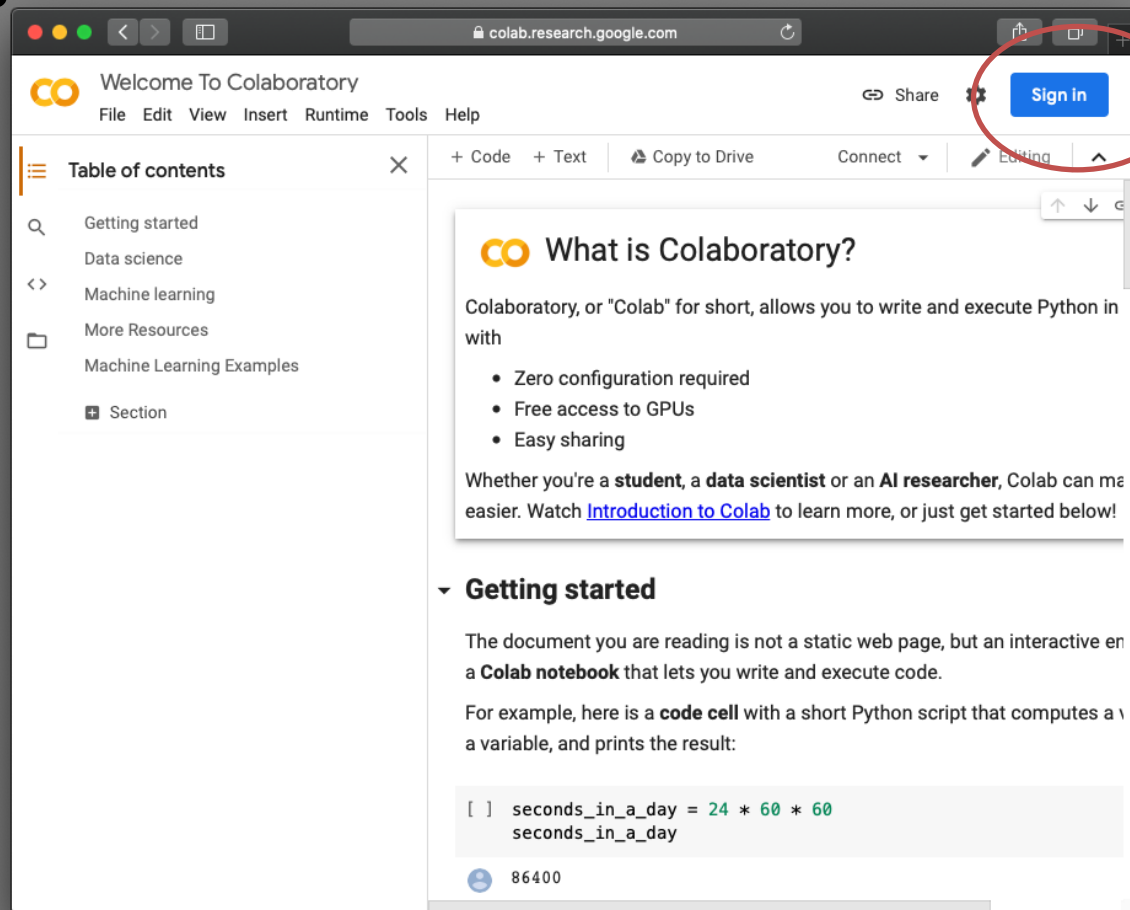 colab.research.google.com
Welcome To Colaboratory
File Edit View Insert Runtime Tools Help
Share
Sign in
Table of contents
Getting started
Data science
Machine learning
More Resources
Machine Learning Examples
Section
+ Code + Text Copy to Drive Connect Editing
CO What is Colaboratory?
Colaboratory, or "Colab" for short, allows you to write and execute Python in
with
• Zero configuration required
• Free access to GPUs
• Easy sharing
Whether you're a student, a data scientist or an AI researcher, Colab can ma
easier. Watch Introduction to Colab to learn more, or just get started below!
Getting started
The document you are reading is not a static web page, but an interactive en
a Colab notebook that lets you write and execute code.
For example, here is a code cell with a short Python script that computes a v
a variable, and prints the result:
[ ] seconds_in_a_day = 24 * 60 * 60
seconds_in_a_day
86400